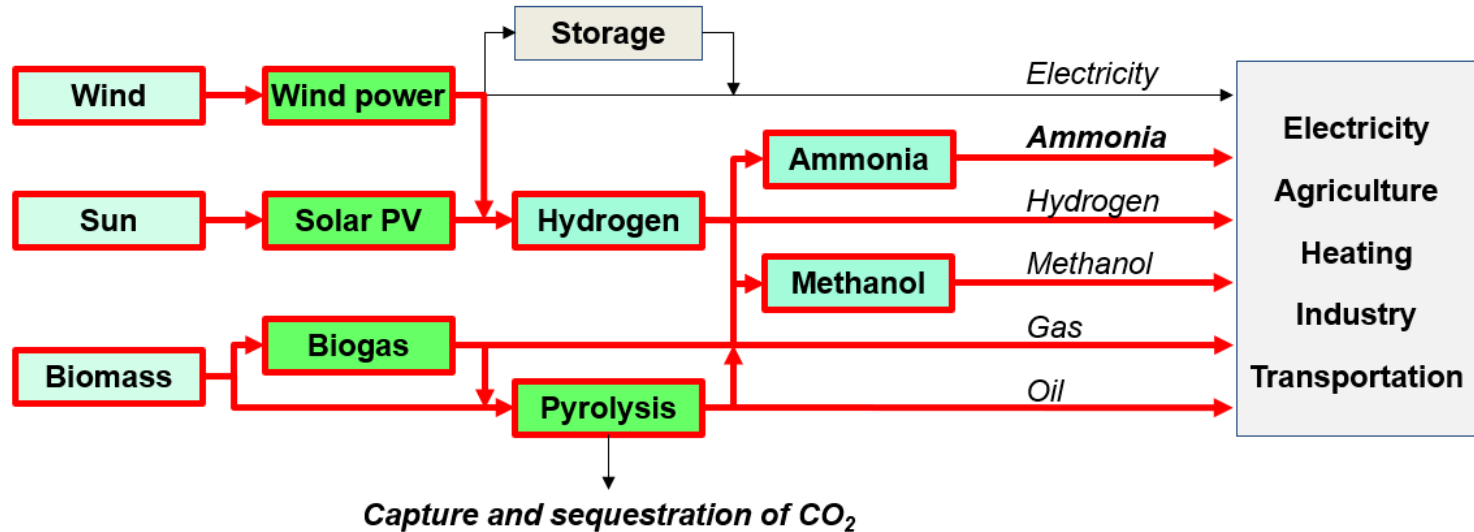 Storage
Electricity
Wind
Wind power
Ammonia
Ammonia
Sun
Solar PV
Hydrogen
Hydrogen
Methanol
Methanol
Biogas
Gas
Biomass
Pyrolysis
Oil
Electricity
Agriculture
Heating
Industry
Transportation
Capture and sequestration of CO₂